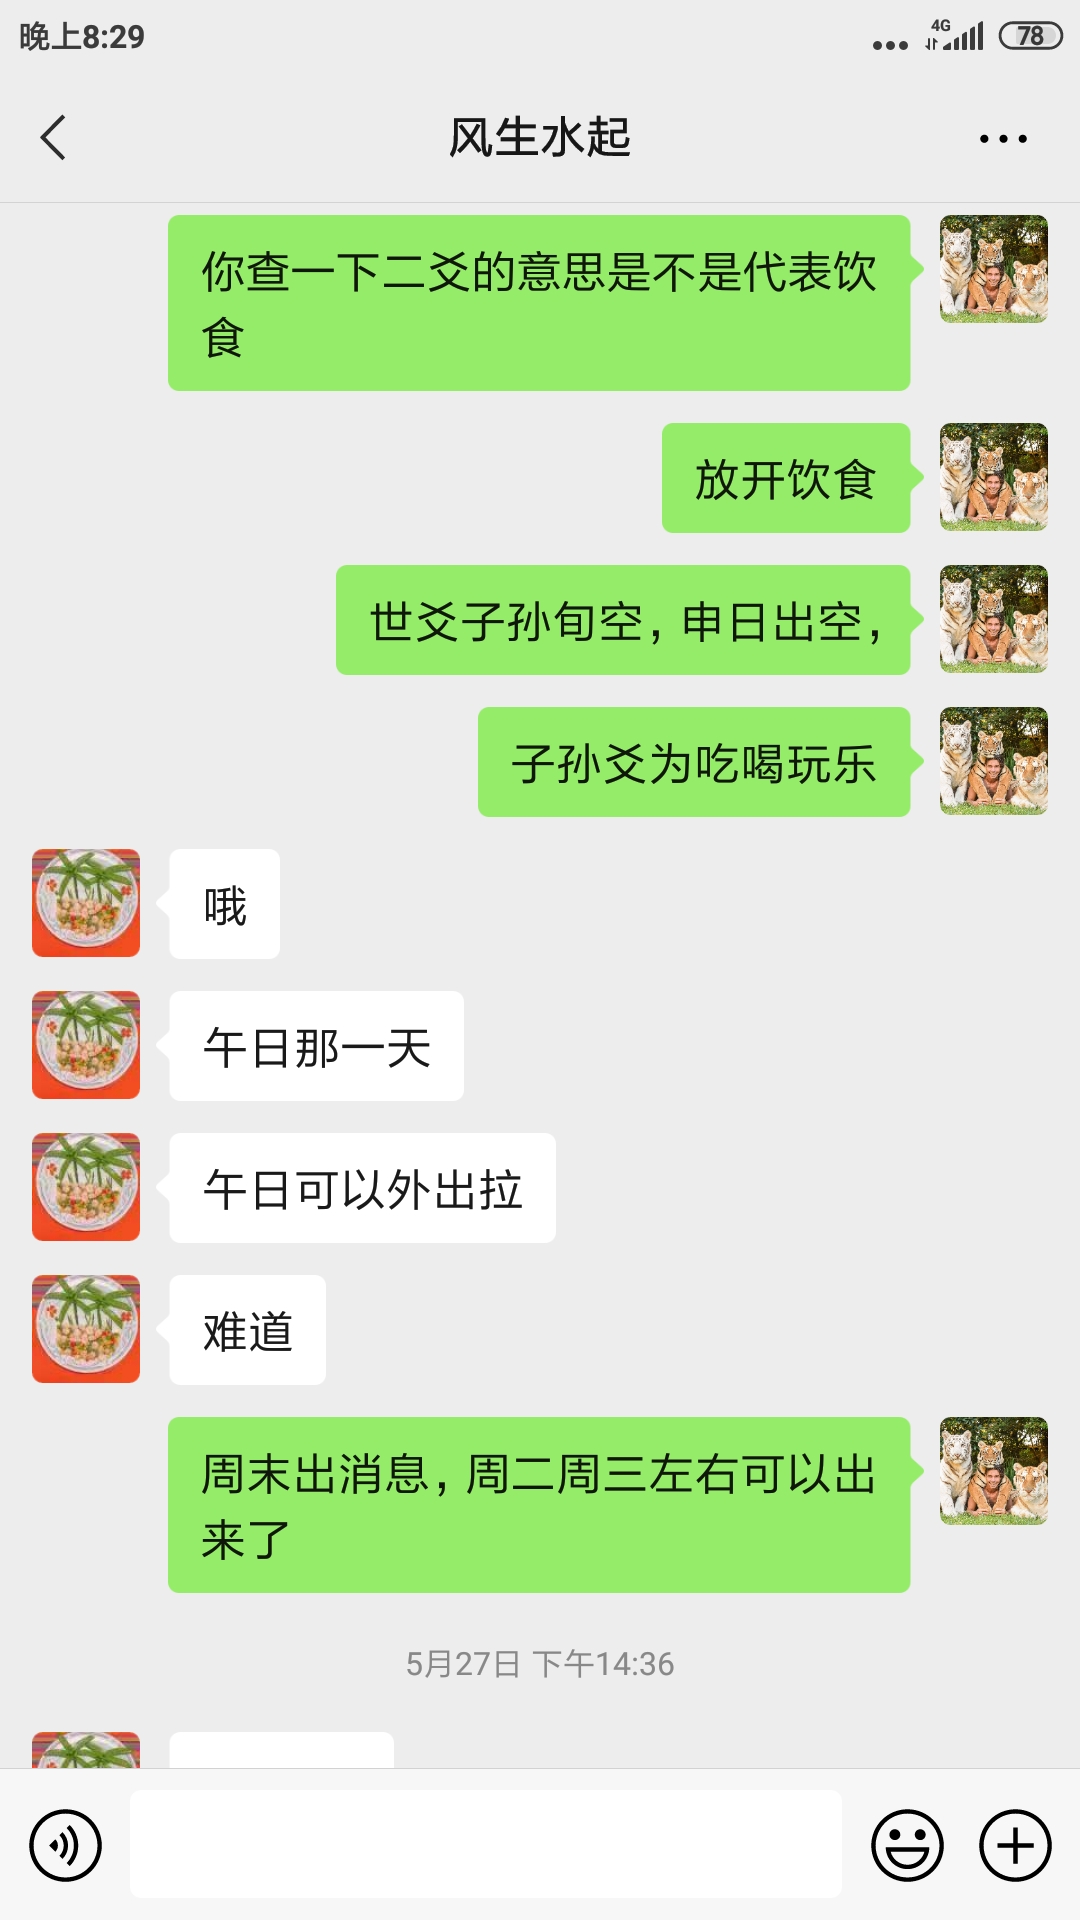 晚上8:29
4G
78
风生水起
你查一下二爻的意思是不是代表饮
食
放开饮食
世爻子孙旬空，申日出空，
子孙爻为吃喝玩乐
哦
午日那一天
午日可以外出拉
难道
周末出消息，周二周三左右可以出
来了
5月27日 下午14:36